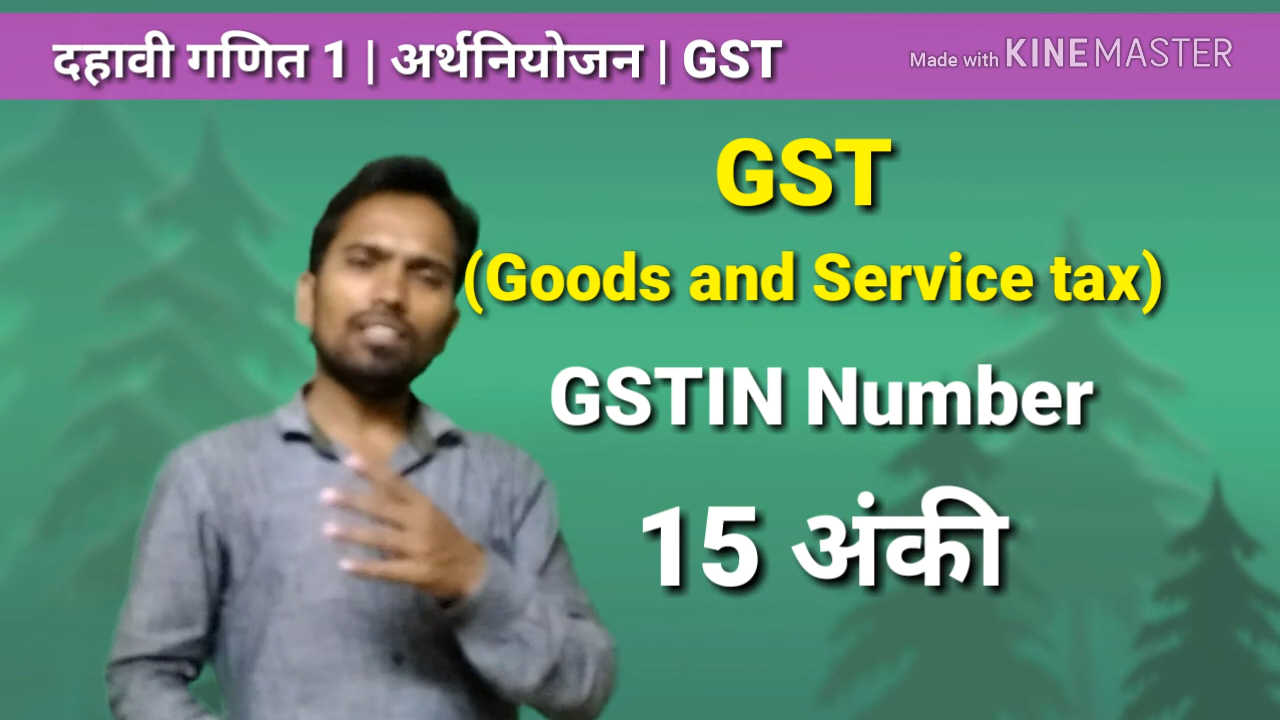 दहावी गणित 1 | अर्थनियोजन | GST
Made with KINEMASTER
GST
(Goods and Service tax)
GSTIN Number
15 अंकी